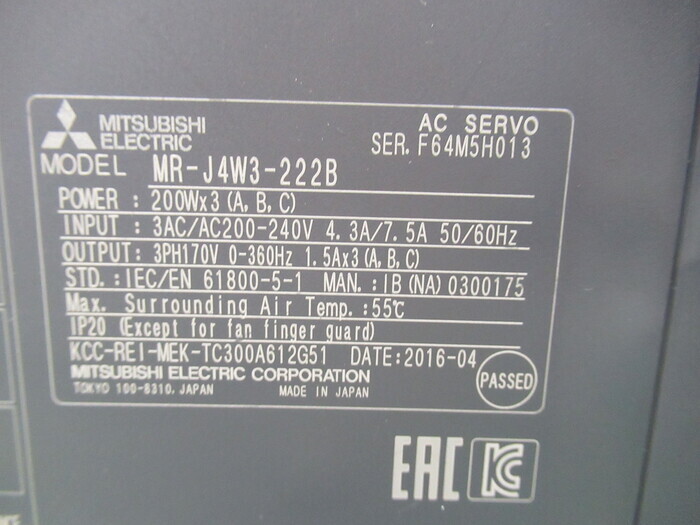 MITSUBISHI
ELECTRIC
AC SERVO
SER. F64M5H013
MODEL MR-J4W3-222B
POWER : 200Wx3 (A, B, C)
INPUT : 3AC/AC200-240V 4.3A/7.5A 50/60Hz
OUTPUT: 3PH170V 0-360Hz 1.5Ax3 (A, B, C)
STD. : IEC/EN 61800-5-1 MAN. : IB (NA) 0300175
Max. Surrounding Air Temp. :55℃
IP20 (Except for fan finger guard)
KCC-REI-MEK-TC300A612G51 DATE:2016-04
MITSUBISHI ELECTRIC CORPORATION
TOKYO 100-8310, JAPAN MADE IN JAPAN
PASSED
EAC